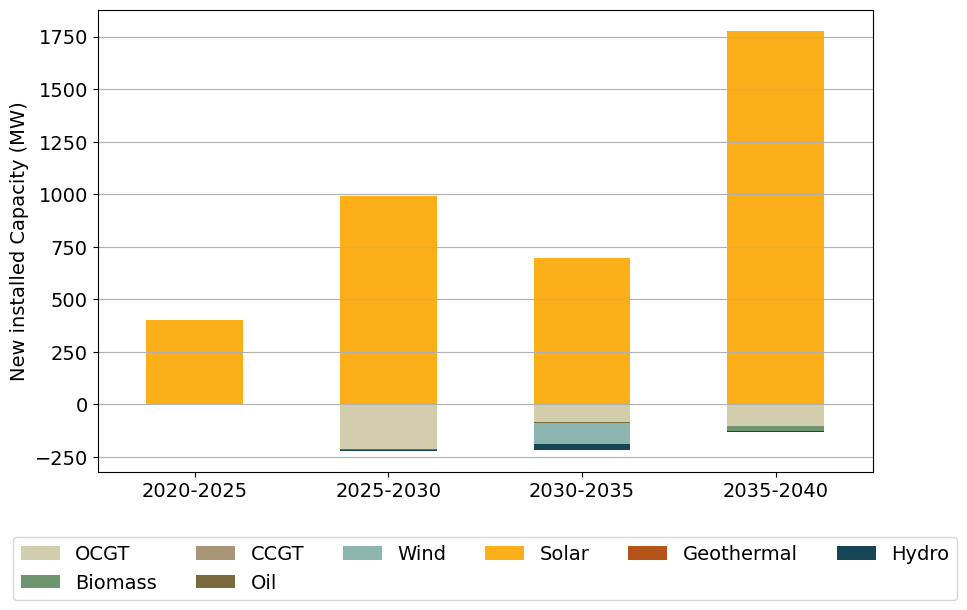 New installed Capacity (MW)
1750
1500
1250
1000
750
500
250
0
−250
2020-2025 2025-2030 2030-2035 2035-2040
OCGT CCGT Wind Solar Geothermal Hydro
Biomass Oil